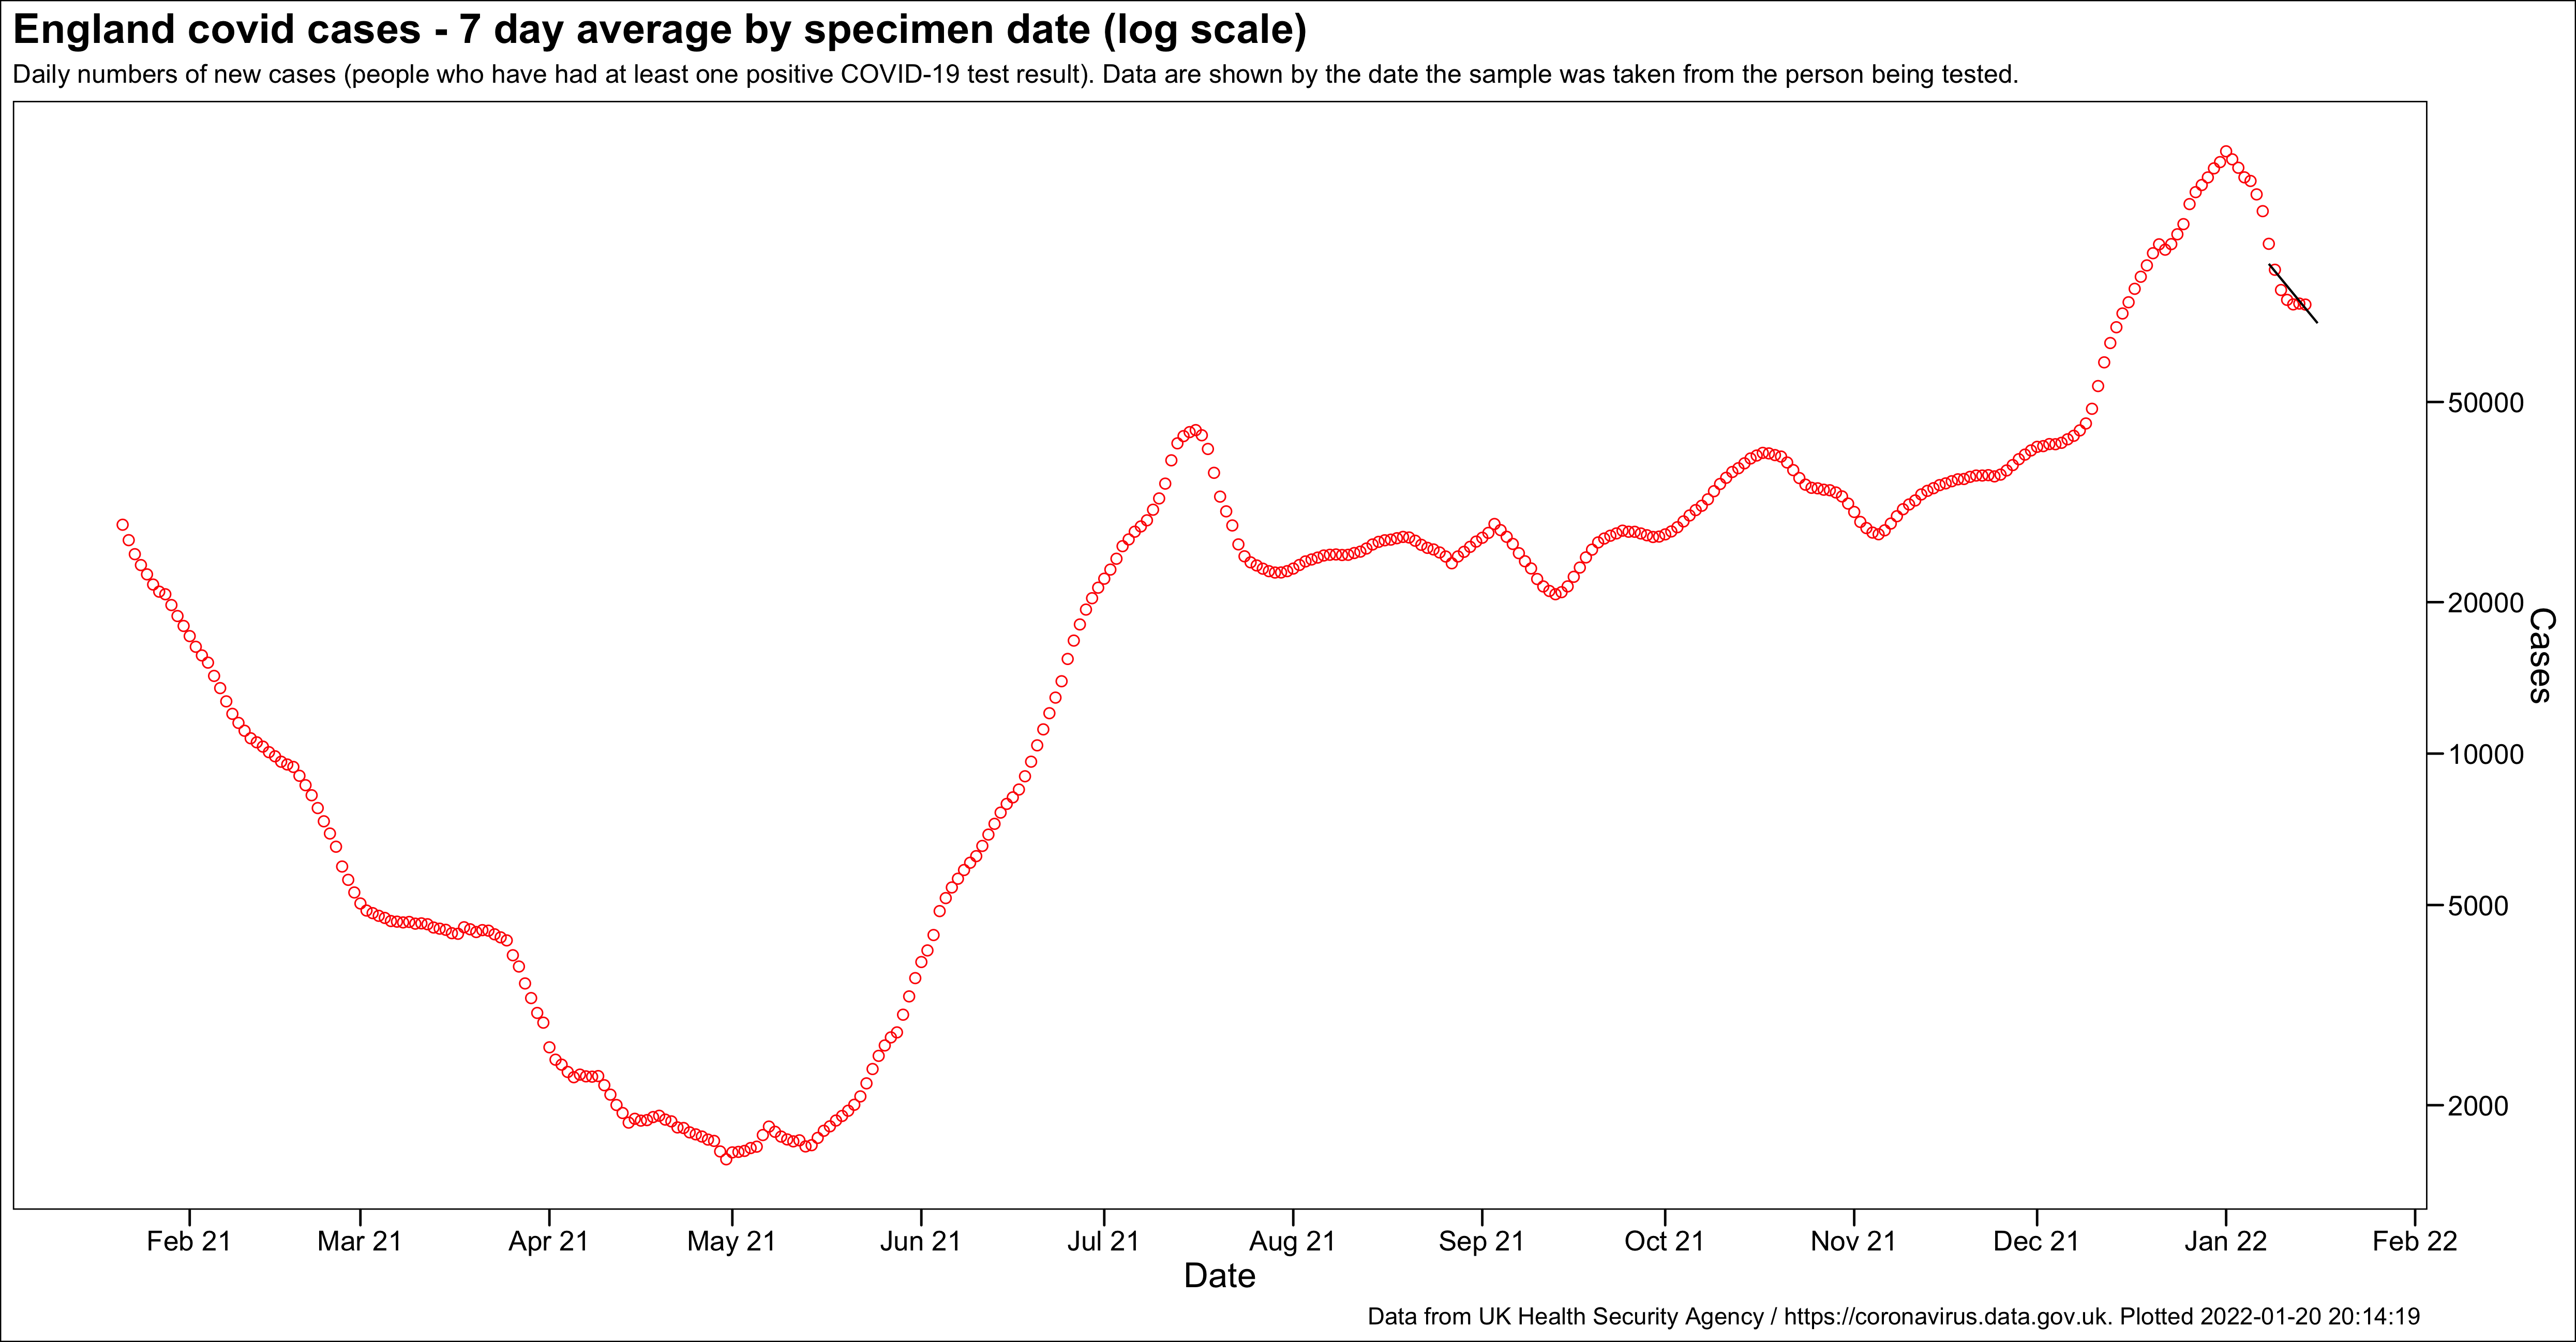 England covid cases - 7 day average by specimen date (log scale)
Daily numbers of new cases (people who have had at least one positive COVID-19 test result). Data are shown by the date the sample was taken from the person being tested.
50000
20000
10000
5000
2000
Cases
Feb 21 Mar 21 Apr 21 May 21 Jun 21 Jul 21 Aug 21 Sep 21 Oct 21 Nov 21 Dec 21 Jan 22 Feb 22
Date
Data from UK Health Security Agency / https://coronavirus.data.gov.uk. Plotted 2022-01-20 20:14:19